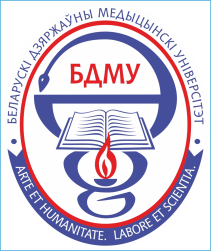 БЕЛАРУСКІ ДЗЯРЖАЎНЫ МЕДЫЦЫНСКІ УНІВЕРСІТЭТ
БДМУ
ARTE ET HUMANITATE. LABORE ET SCIENTIA.